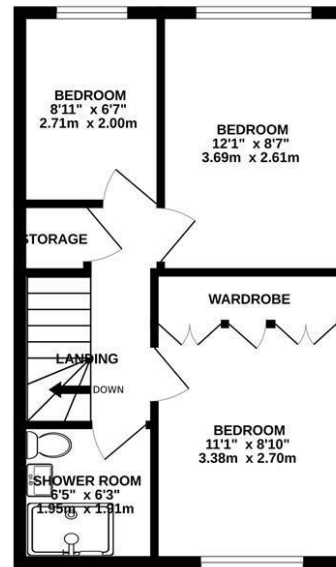 BEDROOM
8'11" x 6'7"
2.71m x 2.00m
BEDROOM
12'1" x 8'7"
3.69m x 2.61m
STORAGE
WARDROBE
LANDING
DOWN
BEDROOM
11'1" x 8'10"
3.38m x 2.70m
SHOWER ROOM
6'5" x 6'3"
1.95m x 1.91m